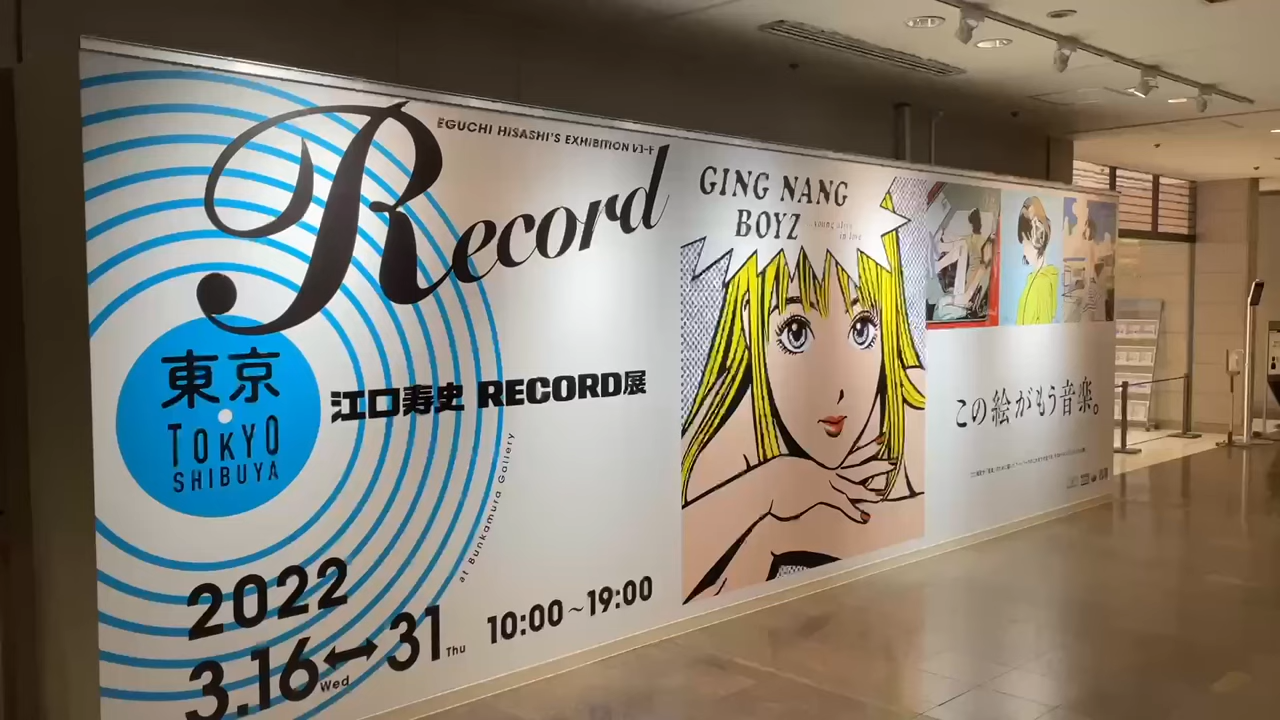 EGUCHI HISASHI'S EXHIBITION レコード
Record
東京
TOKYO
SHIBUYA
江口寿史 RECORD展
at Bunkamura Gallery
2022
3.16 Wed ↔ 31 Thu 10:00~19:00
GING NANG
BOYZ
young alive
in love
この絵がもう音楽。